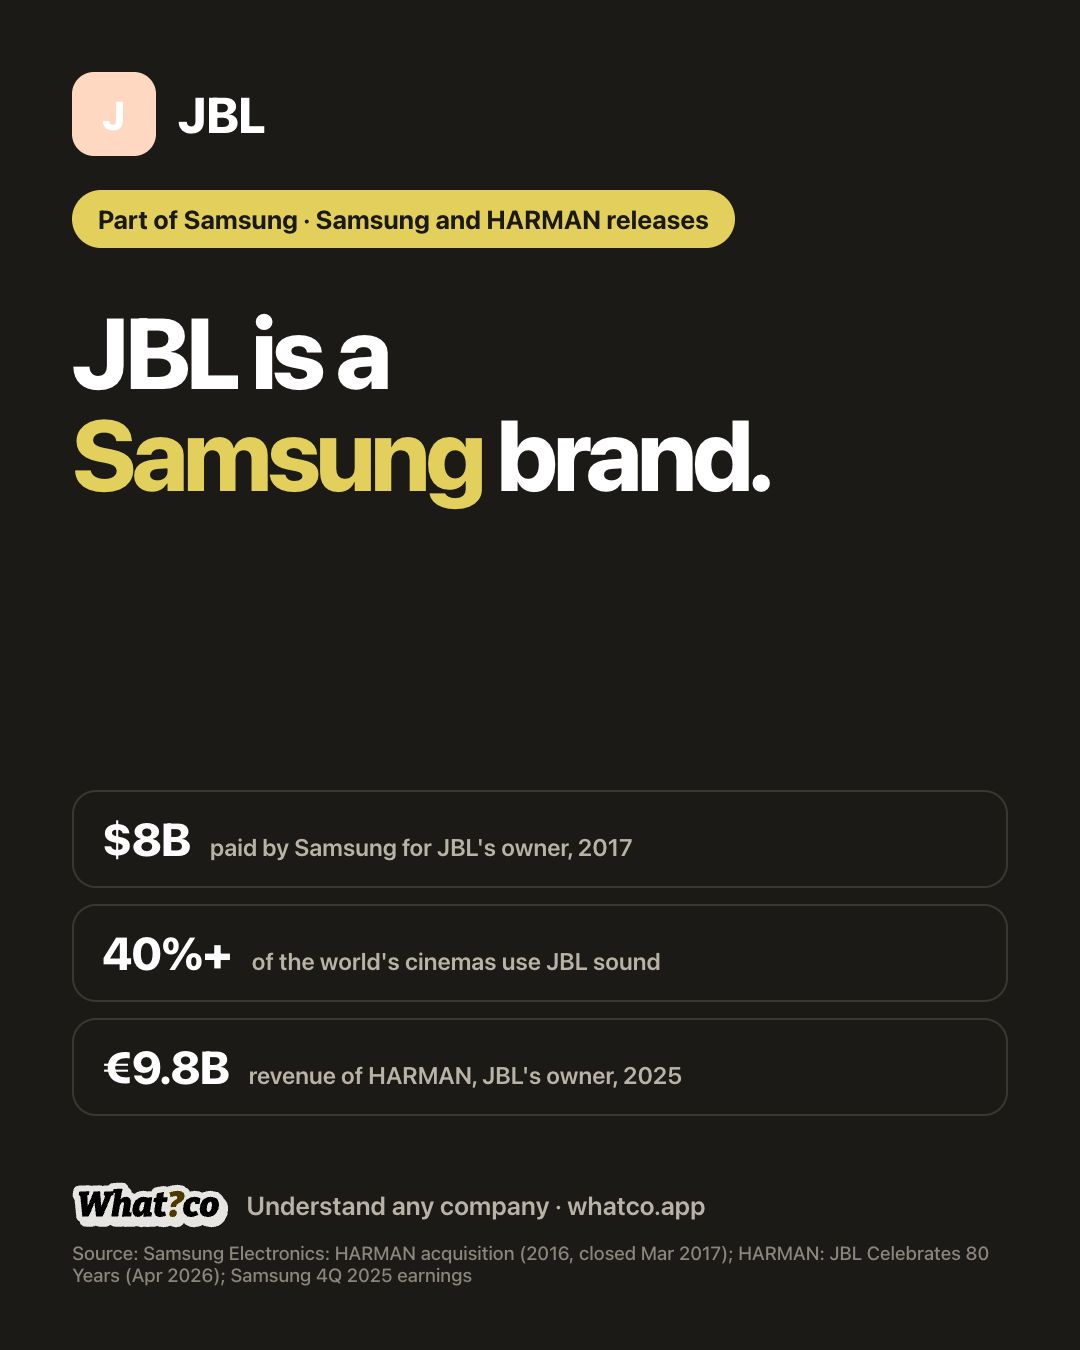 J JBL
Part of Samsung · Samsung and HARMAN releases
JBL is a
Samsung brand.
$8B paid by Samsung for JBL's owner, 2017
40%+ of the world's cinemas use JBL sound
€9.8B revenue of HARMAN, JBL's owner, 2025
What?co Understand any company · whatco.app
Source: Samsung Electronics: HARMAN acquisition (2016, closed Mar 2017); HARMAN: JBL Celebrates 80
Years (Apr 2026); Samsung 4Q 2025 earnings